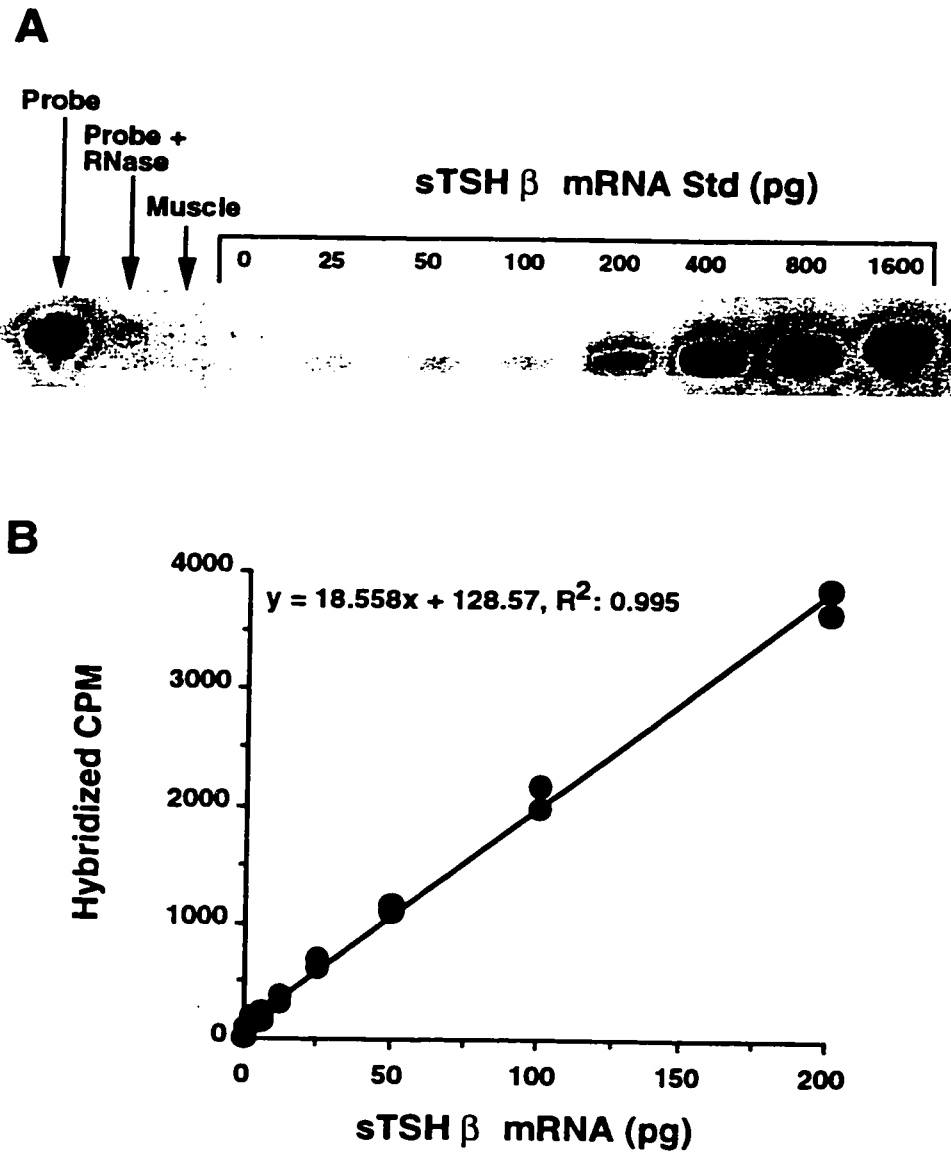 A
Probe
Probe +
RNase
Muscle
sTSH β mRNA Std (pg)
0 25 50 100 200 400 800 1600
B
4000
y = 18.558x + 128.57, R2: 0.995
3000
2000
1000
0
Hybridized CPM
0 50 100 150 200
sTSH β mRNA (pg)